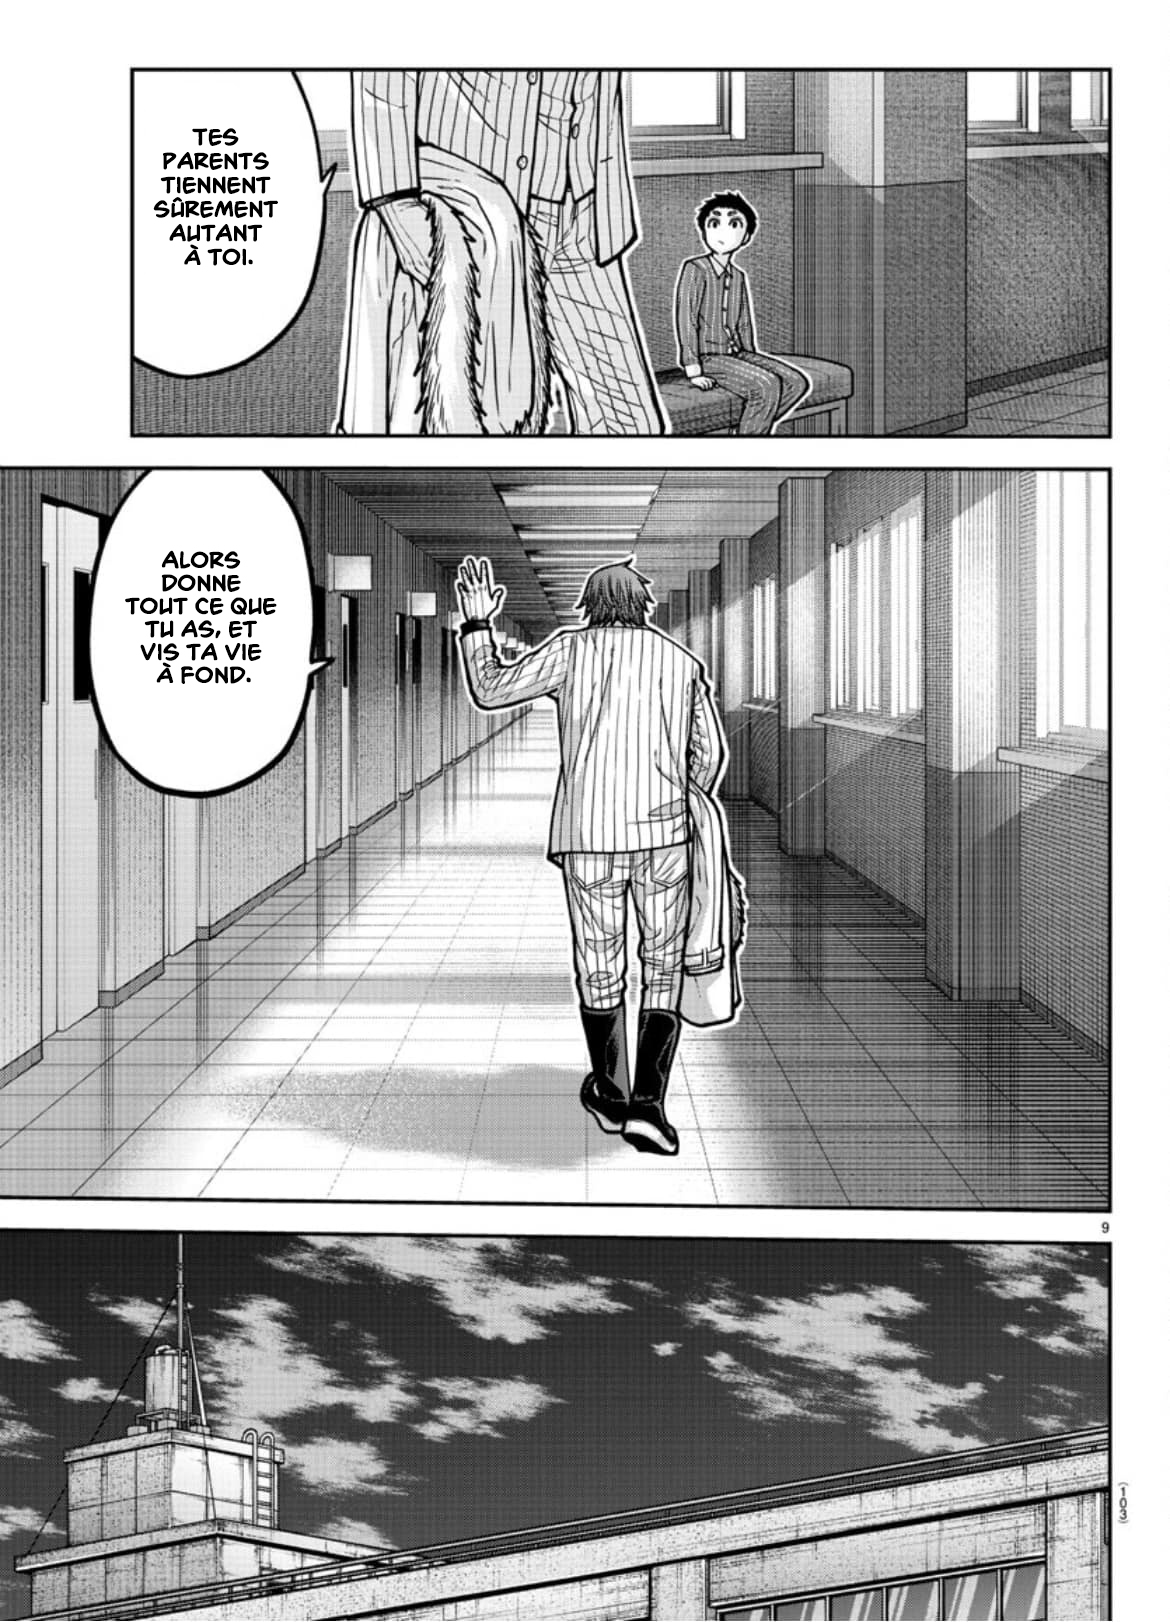 TES
PARENTS
TIENNENT
SÛREMENT
AUTANT
À TOI.
ALORS
DONNE
TOUT CE QUE
TU AS, ET
VIS TA VIE
À FOND.
9
(103)